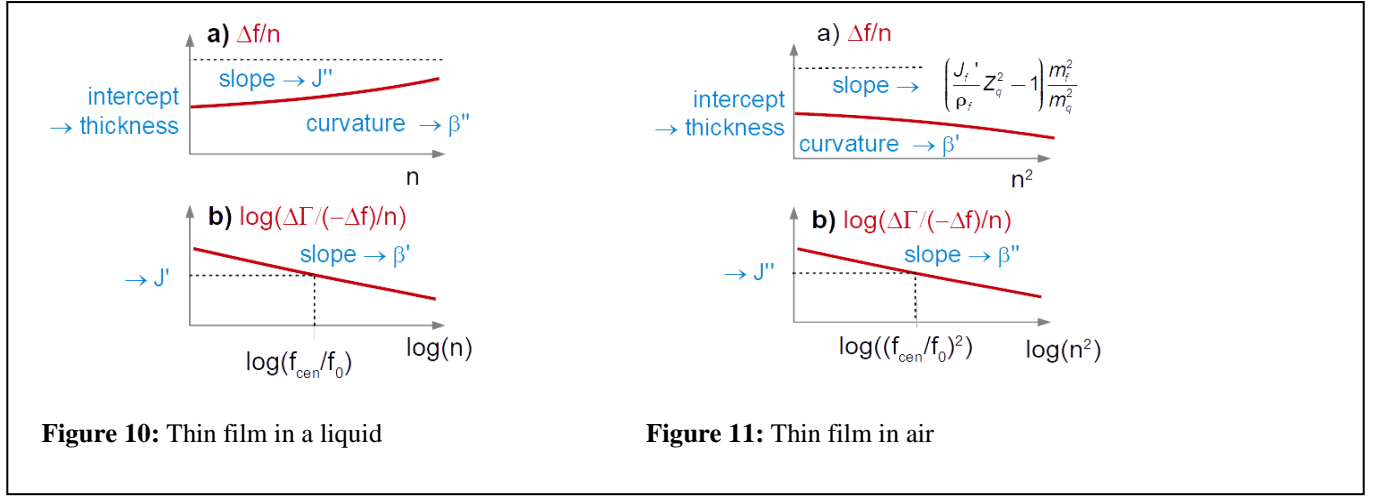 a) Δf/n
slope → J''
intercept
→ thickness
curvature → β''
n
b) log(ΔΓ/(−Δf)/n)
slope → β'
→ J'
log(f_cen/f_0)
log(n)
Figure 10: Thin film in a liquid
a) Δf/n
slope → (J_f'/ρ_f Z_q^2 − 1) m_f^2/m_q^2
intercept
→ thickness
curvature → β'
n²
b) log(ΔΓ/(−Δf)/n)
slope → β''
→ J''
log((f_cen/f_0)²)
log(n²)
Figure 11: Thin film in air